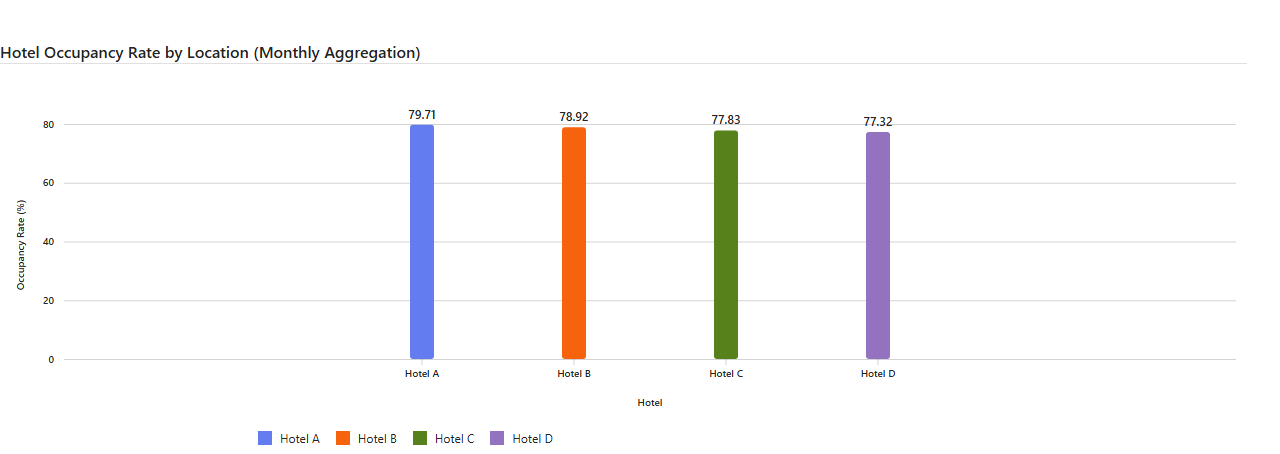 Hotel Occupancy Rate by Location (Monthly Aggregation)
79.71
78.92
77.83
77.32
80
60
40
20
0
Occupancy Rate (%)
Hotel A
Hotel B
Hotel C
Hotel D
Hotel
Hotel A
Hotel B
Hotel C
Hotel D